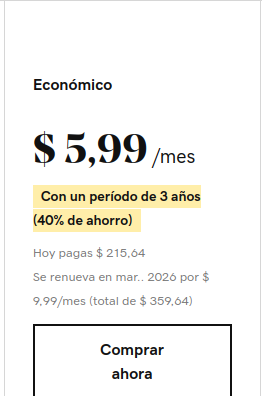 Económico
$ 5,99 /mes
Con un período de 3 años
(40% de ahorro)
Hoy pagas $ 215,64
Se renueva en mar.. 2026 por $
9,99/mes (total de $ 359,64)
Comprar
ahora